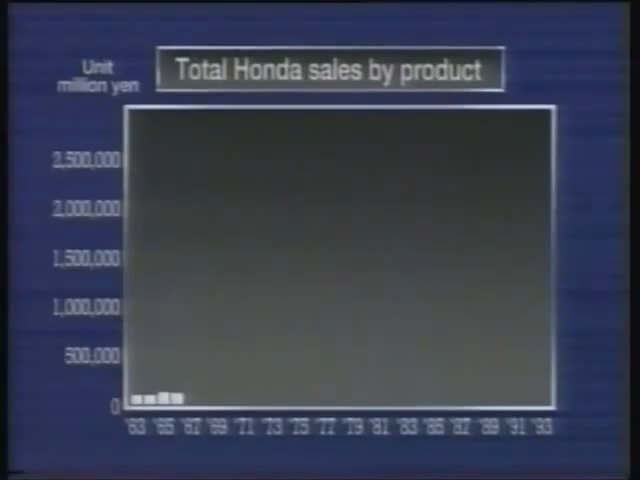 Unit
million yen
Total Honda sales by product
2,500,000
2,000,000
1,500,000
1,000,000
500,000
0
'63 '65 '67 '69 '71 '73 '75 '77 '79 '81 '83 '85 '87 '89 '91 '93